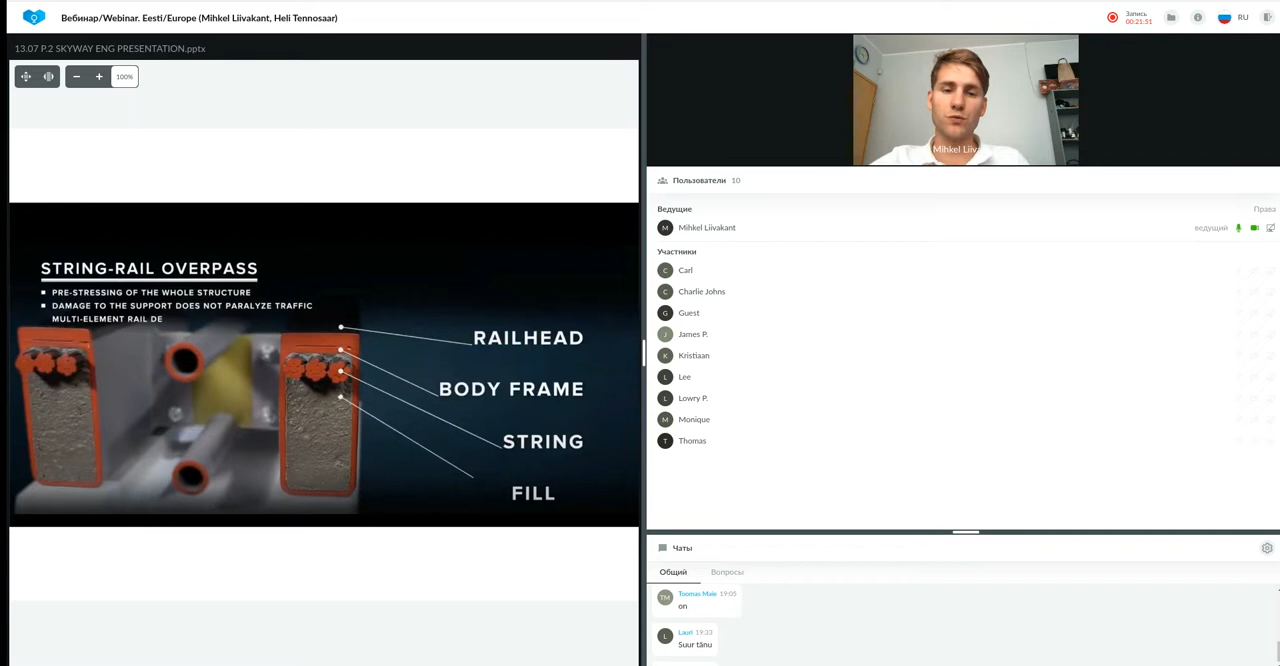 Вебинар/Webinar. Eesti/Europe (Mihkel Liivakant, Heli Tennosaar)
Запись
00:21:51
RU
13.07 P.2 SKYWAY ENG PRESENTATION.pptx
100%
STRING-RAIL OVERPASS
PRE-STRESSING OF THE WHOLE STRUCTURE
DAMAGE TO THE SUPPORT DOES NOT PARALYZE TRAFFIC
MULTI-ELEMENT RAIL DE
RAILHEAD
BODY FRAME
STRING
FILL
Mihkel Liiv
Пользователи 10
Ведущие Права
M Mihkel Liivakant ведущий
Участники
C Carl
C Charlie Johns
G Guest
J James P.
K Kristiaan
L Lee
L Lowry P.
M Monique
T Thomas
Чаты
Общий Вопросы
TM Toomas Maie 19:05
on
L Lauri 19:33
Suur tänu